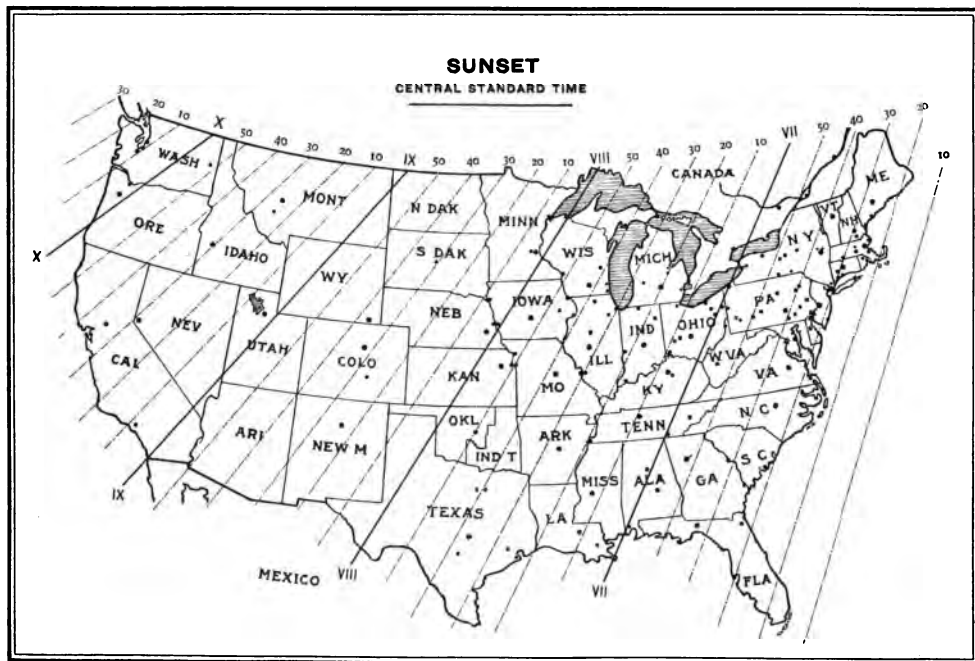 SUNSET
CENTRAL STANDARD TIME
30 20 10 X 50 40 30 20 10 IX 50 40 30 20 10 VIII 50 40 30 20 10 VII 50 40 30 20
10
CANADA
WASH
MONT
N DAK
MINN
ME
VT
NH
ORE
IDAHO
S DAK
WIS
MICH
N Y
X
WY
IOWA
PA
NEV
NEB
IND
OHIO
UTAH
COLO
ILL
W VA
CAL
KAN
MO
KY
VA
ARI
NEW M
OKL
IND T
ARK
TENN
N C
S C
IX
TEXAS
LA
MISS
ALA
GA
MEXICO
VIII
VII
FLA